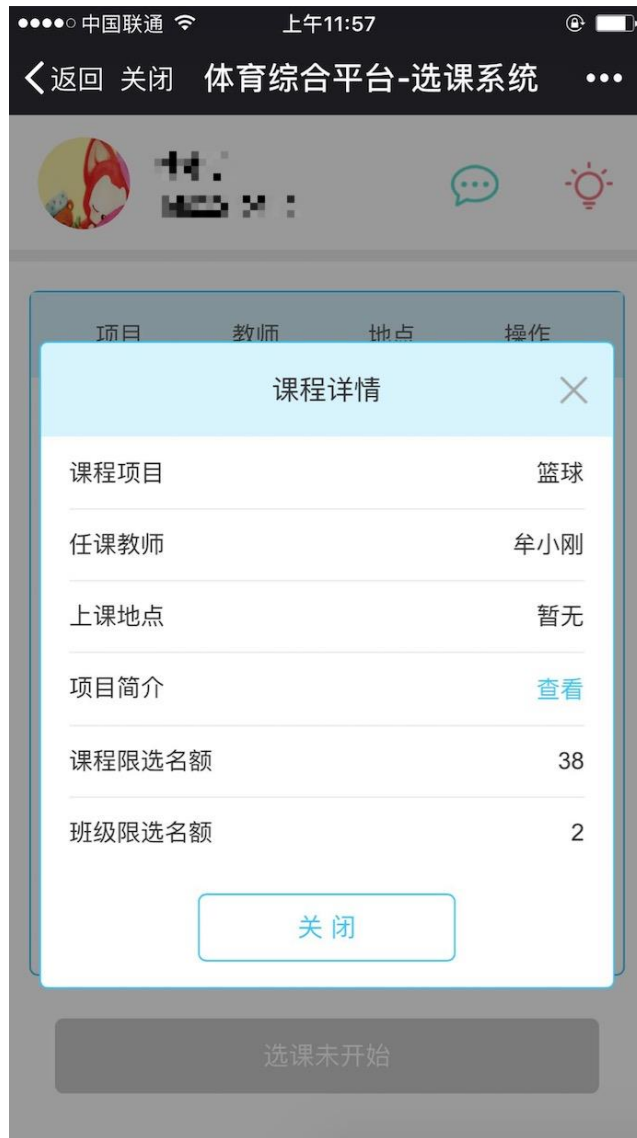 中国联通 上午11:57
返回 关闭 体育综合平台-选课系统
项目 教师 地点 操作
课程详情
课程项目 篮球
任课教师 牟小刚
上课地点 暂无
项目简介 查看
课程限选名额 38
班级限选名额 2
关闭
选课未开始